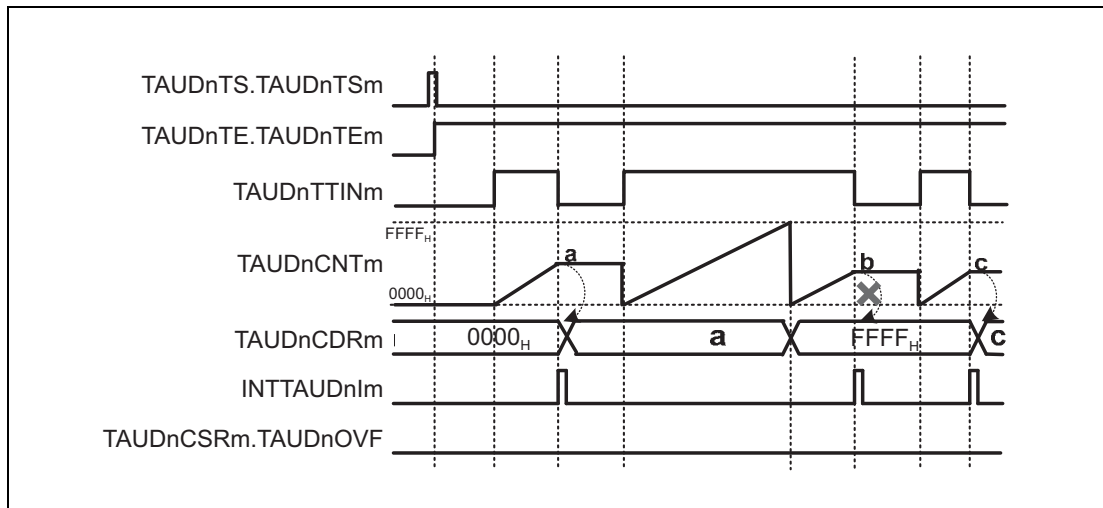 TAUDnTS.TAUDnTSm
TAUDnTE.TAUDnTEm
TAUDnTTINm
FFFFH
TAUDnCNTm
a
b
c
0000H
TAUDnCDRm
0000H
a
FFFFH
c
INTTAUDnIm
TAUDnCSRm.TAUDnOVF